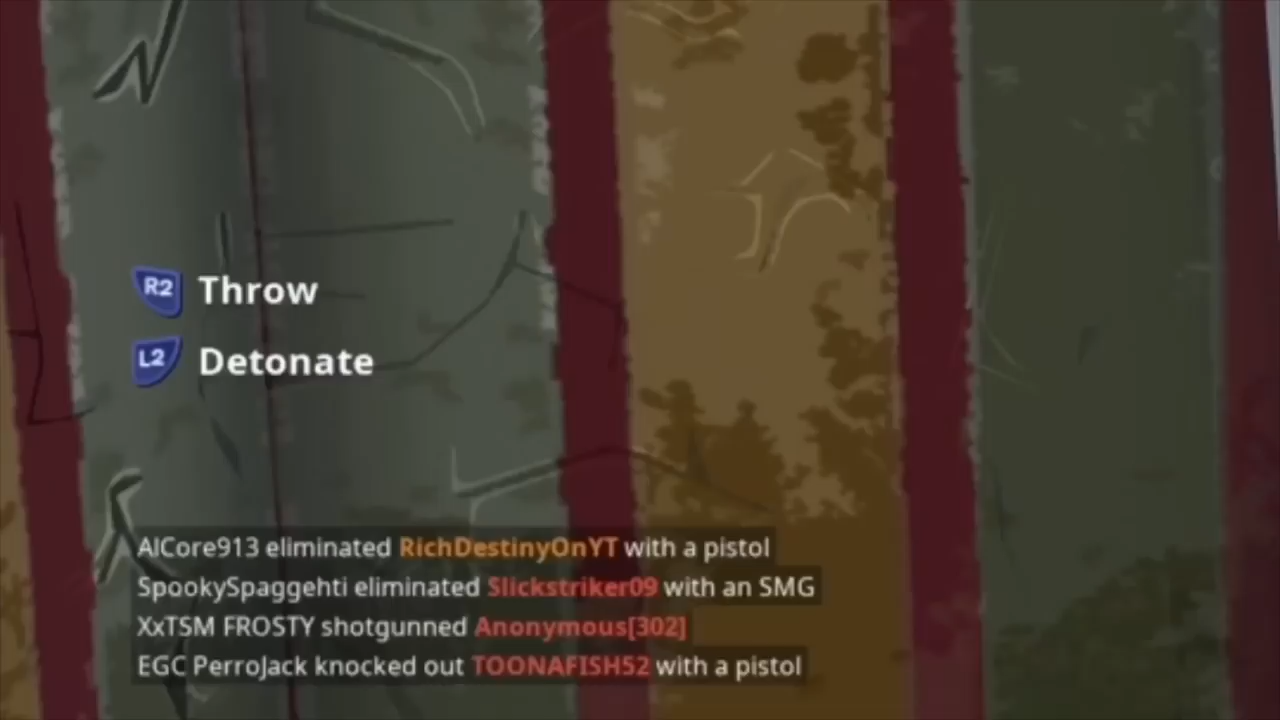 R2 Throw
L2 Detonate
AlCore913 eliminated RichDestinyOnYT with a pistol
SpookySpaggehti eliminated Slickstriker09 with an SMG
XxTSM FROSTY shotgunned Anonymous[302]
EGC PerroJack knocked out TOONAFISH52 with a pistol